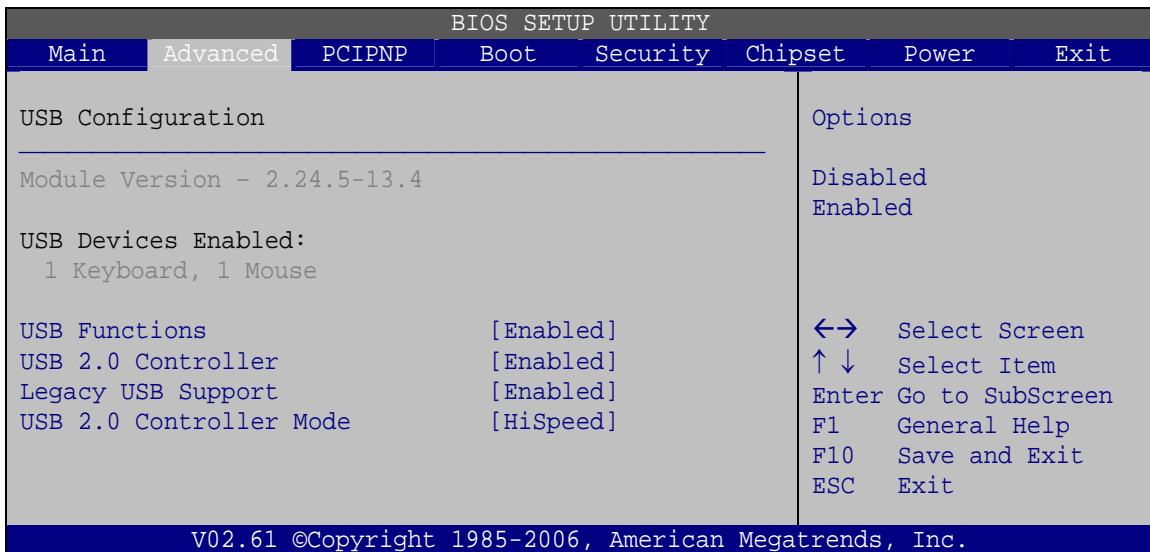 BIOS SETUP UTILITY
Main Advanced PCIPNP Boot Security Chipset Power Exit
USB Configuration
Module Version – 2.24.5-13.4
USB Devices Enabled:
1 Keyboard, 1 Mouse
USB Functions [Enabled]
USB 2.0 Controller [Enabled]
Legacy USB Support [Enabled]
USB 2.0 Controller Mode [HiSpeed]
Options
Disabled
Enabled
←→ Select Screen
↑ ↓ Select Item
Enter Go to SubScreen
F1 General Help
F10 Save and Exit
ESC Exit
V02.61 ©Copyright 1985-2006, American Megatrends, Inc.